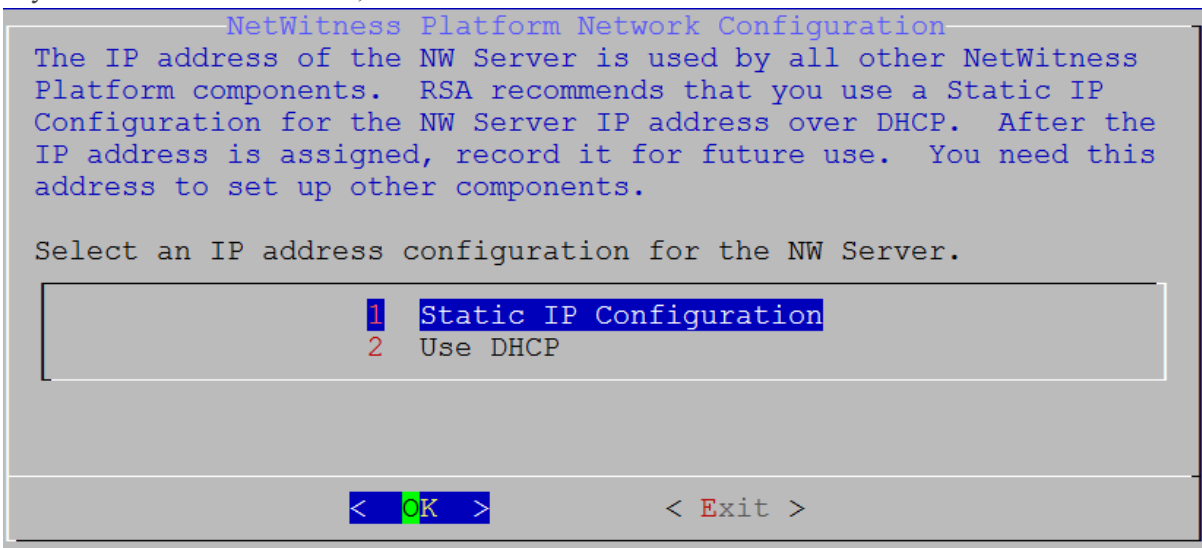 NetWitness Platform Network Configuration
The IP address of the NW Server is used by all other NetWitness
Platform components.  RSA recommends that you use a Static IP
Configuration for the NW Server IP address over DHCP.  After the
IP address is assigned, record it for future use.  You need this
address to set up other components.
Select an IP address configuration for the NW Server.
1  Static IP Configuration
2  Use DHCP
<  OK  >          < Exit >